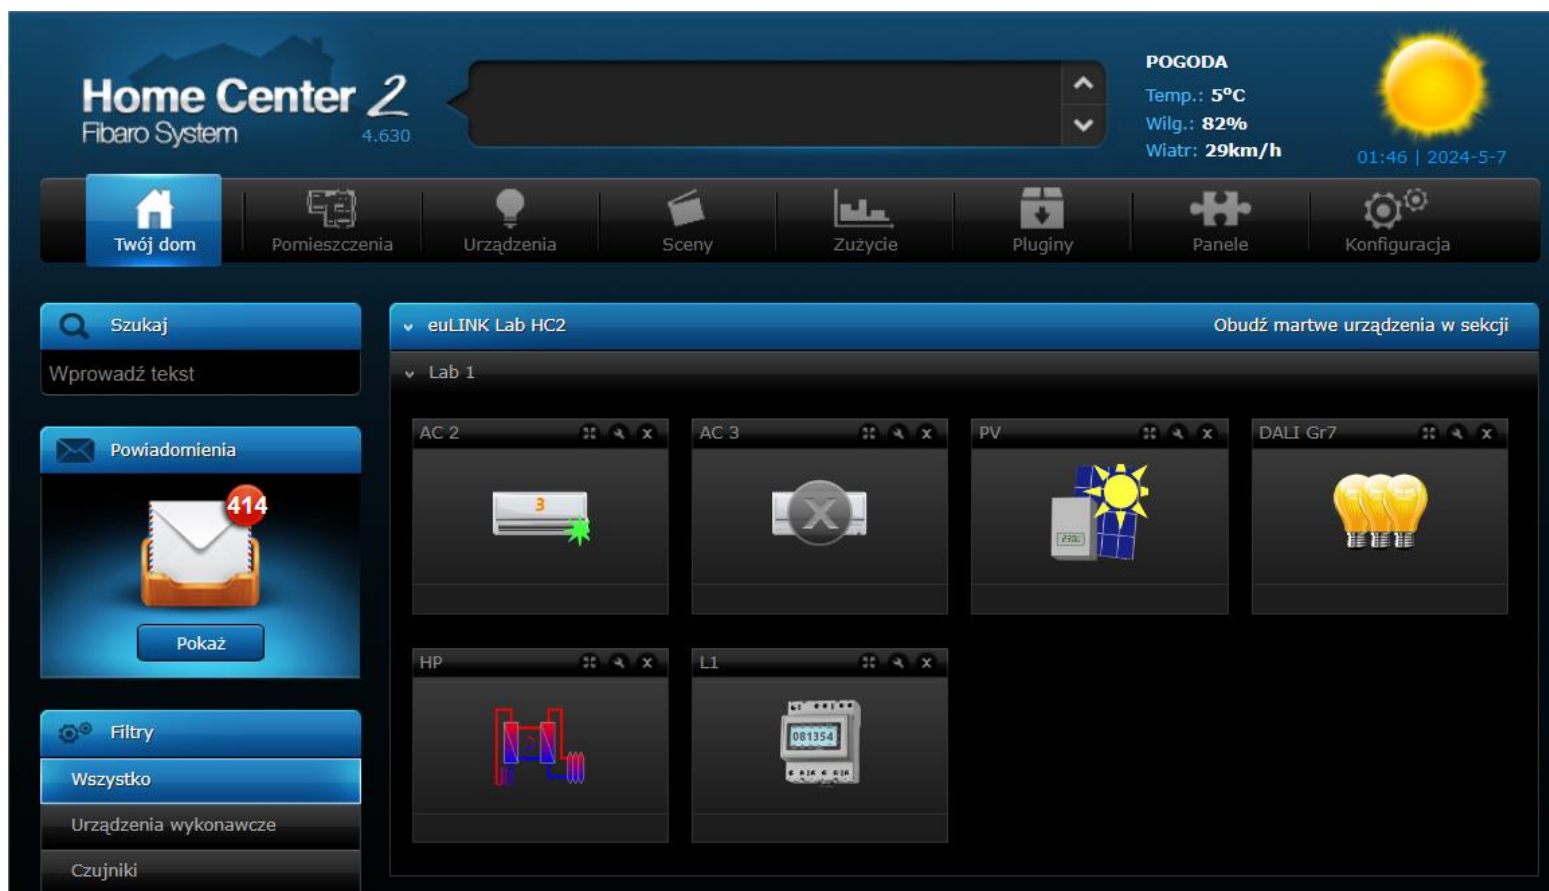 Home Center 2
Fibaro System
4.630
POGODA
Temp.: 5°C
Wilg.: 82%
Wiatr: 29km/h
01:46 | 2024-5-7
Twój dom
Pomieszczenia
Urządzenia
Sceny
Zużycie
Pluginy
Panele
Konfiguracja
Szukaj
Wprowadź tekst
Powiadomienia
414
Pokaż
Filtry
Wszystko
Urządzenia wykonawcze
Czujniki
euLINK Lab HC2
Obudź martwe urządzenia w sekcji
Lab 1
AC 2
3
AC 3
X
PV
DALI Gr7
HP
L1
081354